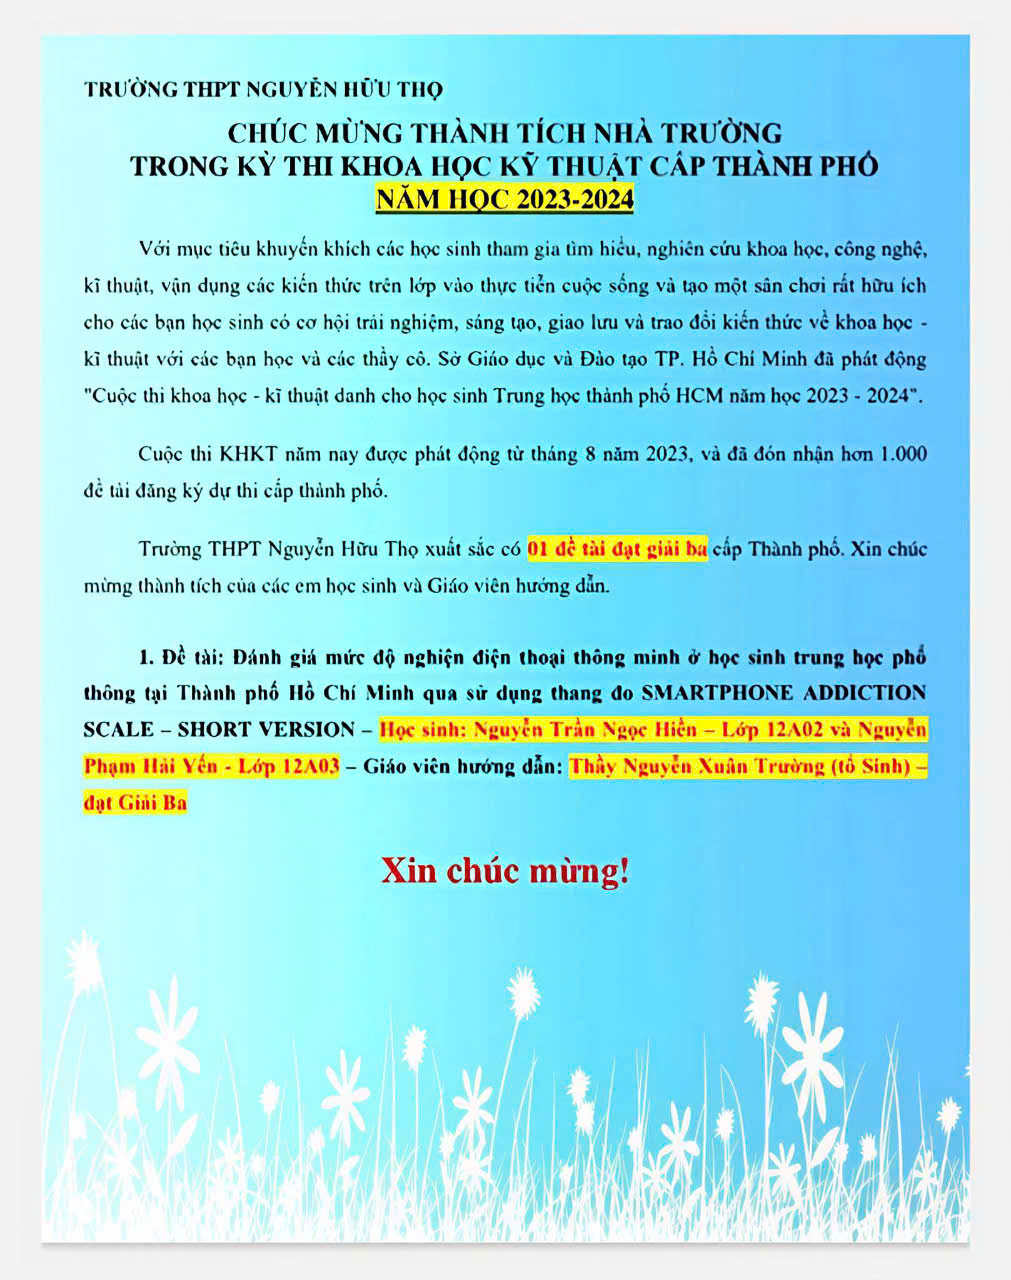 TRƯỜNG THPT NGUYỄN HỮU THỌ
CHÚC MỪNG THÀNH TÍCH NHÀ TRƯỜNG
TRONG KỲ THI KHOA HỌC KỸ THUẬT CẤP THÀNH PHỐ
NĂM HỌC 2023-2024
Với mục tiêu khuyến khích các học sinh tham gia tìm hiểu, nghiên cứu khoa học, công nghệ,
kĩ thuật, vận dụng các kiến thức trên lớp vào thực tiễn cuộc sống và tạo một sân chơi rất hữu ích
cho các bạn học sinh có cơ hội trải nghiệm, sáng tạo, giao lưu và trao đổi kiến thức về khoa học -
kĩ thuật với các bạn học và các thầy cô. Sở Giáo dục và Đào tạo TP. Hồ Chí Minh đã phát động
"Cuộc thi khoa học - kĩ thuật danh cho học sinh Trung học thành phố HCM năm học 2023 - 2024".
Cuộc thi KHKT năm nay được phát động từ tháng 8 năm 2023, và đã đón nhận hơn 1.000
đề tài đăng ký dự thi cấp thành phố.
Trường THPT Nguyễn Hữu Thọ xuất sắc có 01 đề tài đạt giải ba cấp Thành phố. Xin chúc
mừng thành tích của các em học sinh và Giáo viên hướng dẫn.
1. Đề tài: Đánh giá mức độ nghiện điện thoại thông minh ở học sinh trung học phổ
thông tại Thành phố Hồ Chí Minh qua sử dụng thang đo SMARTPHONE ADDICTION
SCALE – SHORT VERSION – Học sinh: Nguyễn Trần Ngọc Hiền – Lớp 12A02 và Nguyễn
Phạm Hải Yến - Lớp 12A03 – Giáo viên hướng dẫn: Thầy Nguyễn Xuân Trường (tổ Sinh) –
đạt Giải Ba
Xin chúc mừng!